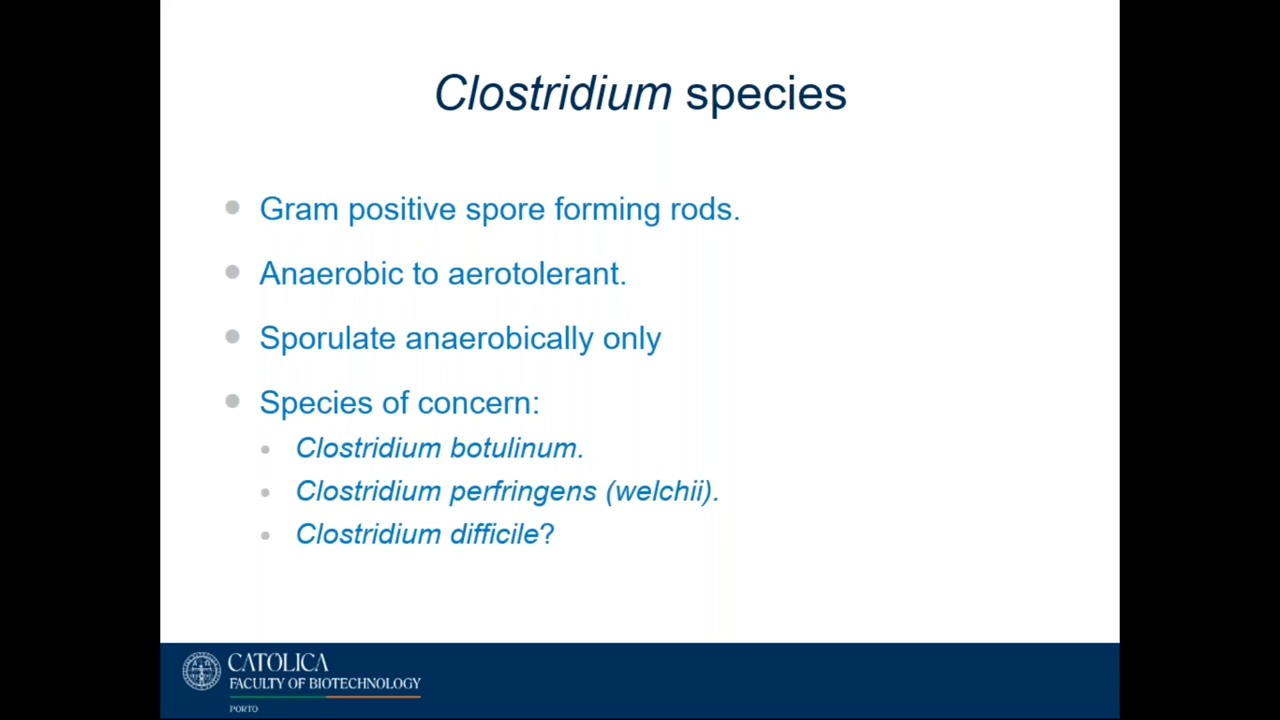 Clostridium species
Gram positive spore forming rods.
Anaerobic to aerotolerant.
Sporulate anaerobically only
Species of concern:
Clostridium botulinum.
Clostridium perfringens (welchii).
Clostridium difficile?
CATOLICA
FACULTY OF BIOTECHNOLOGY
PORTO